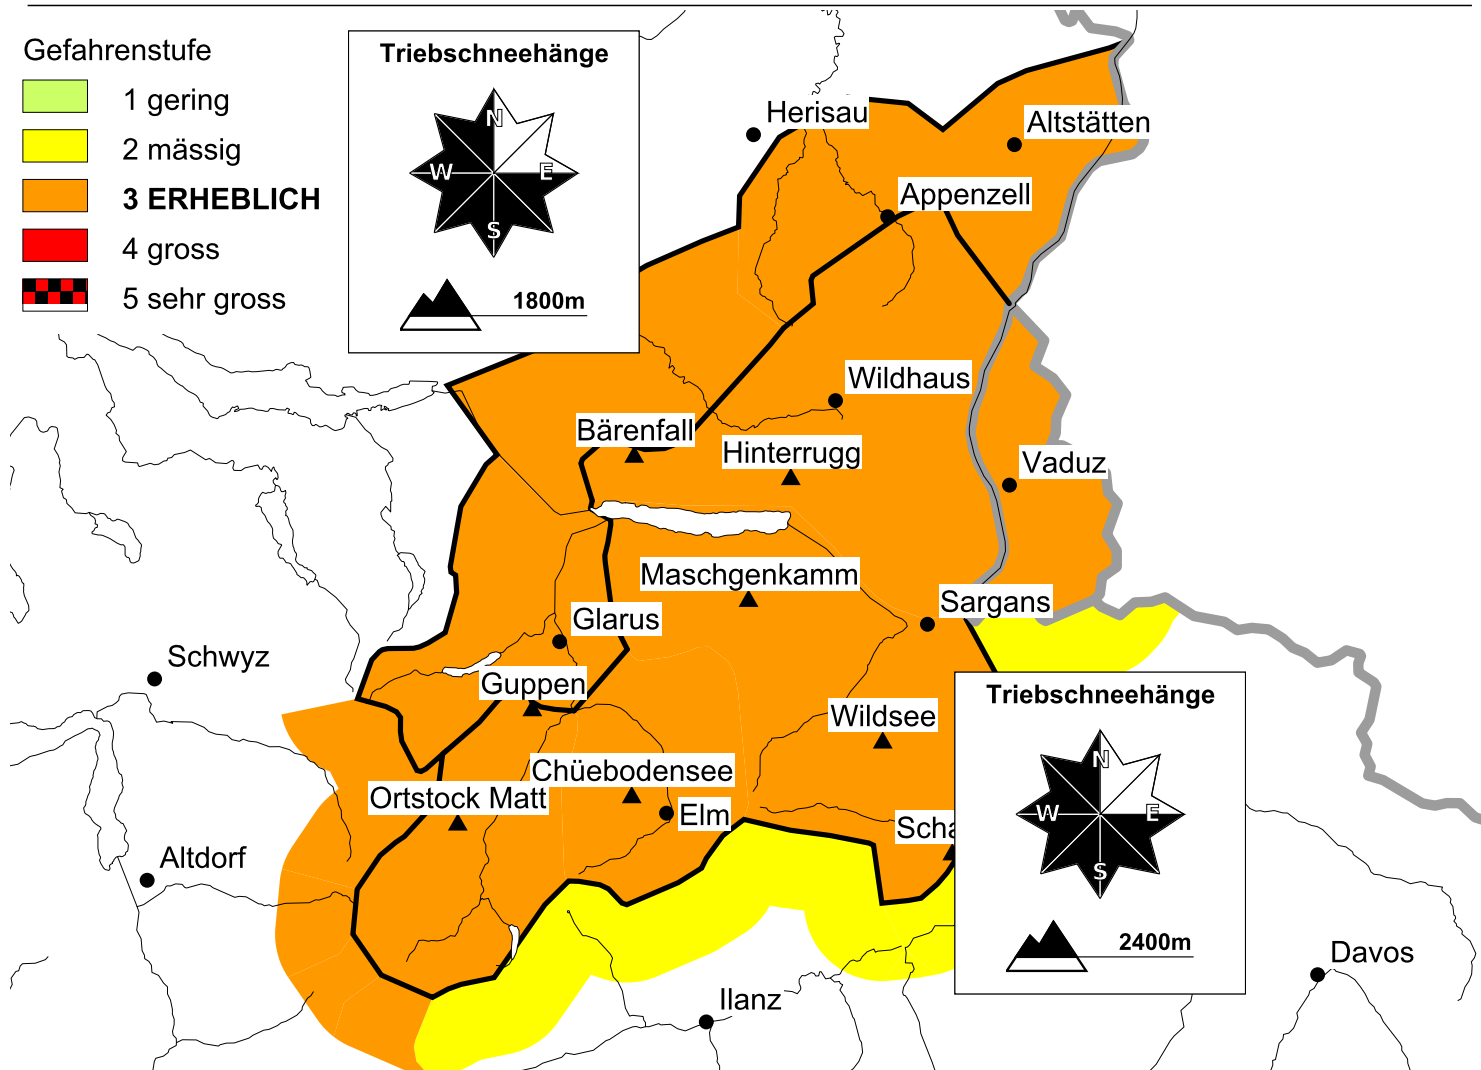 Gefahrenstufe
1 gering
2 mässig
3 ERHEBLICH
4 gross
5 sehr gross
Triebschneehänge
N
W
E
S
1800m
Herisau
Altstätten
Appenzell
Wildhaus
Bärenfall
Hinterrugg
Vaduz
Maschgenkamm
Sargans
Glarus
Schwyz
Guppen
Wildsee
Chüebodensee
Ortstock Matt
Elm
Scha
Altdorf
Triebschneehänge
N
W
E
S
2400m
Davos
Ilanz